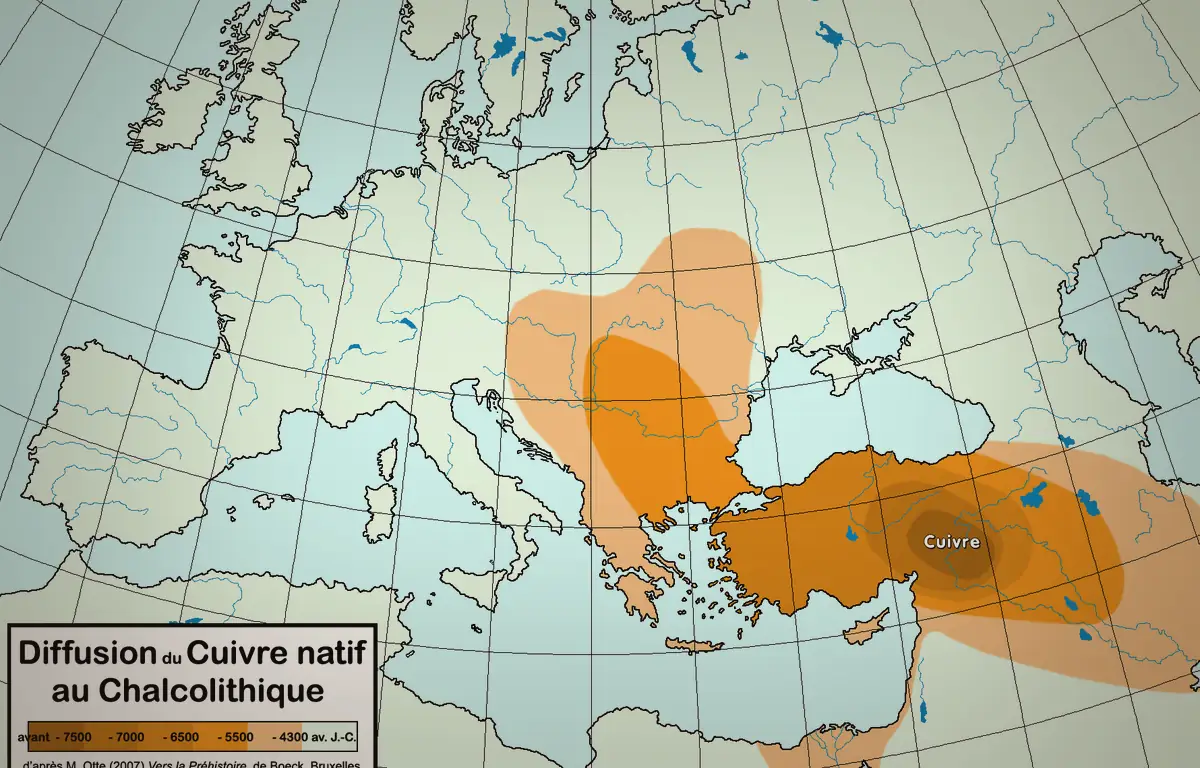 Cuivre
Diffusion du Cuivre natif
au Chalcolithique
avant - 7500 - 7000 - 6500 - 5500 - 4300 av. J.-C.
d'après M. Otte (2007) Vers la Préhistoire, de Boeck, Bruxelles